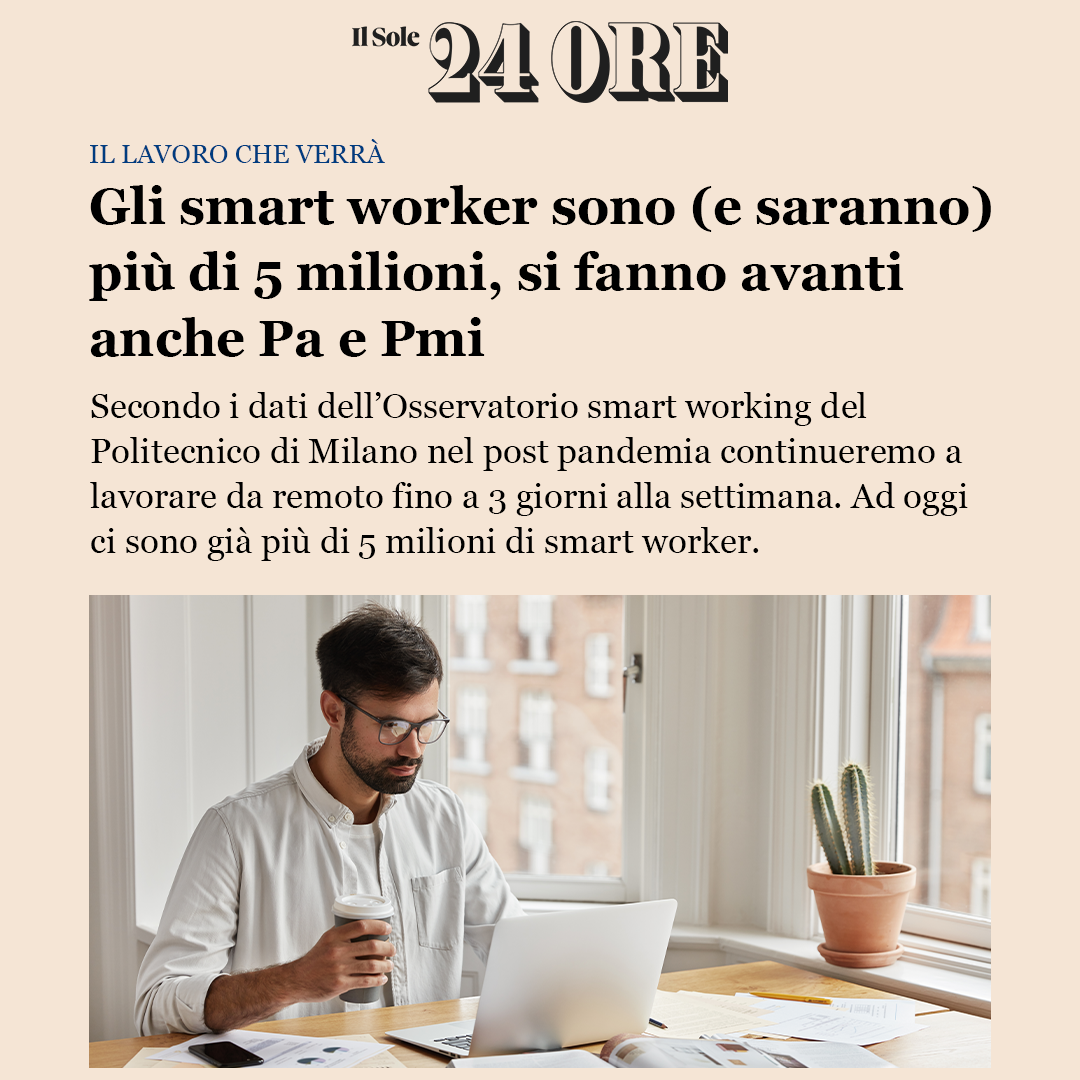 Il Sole 24 ORE
IL LAVORO CHE VERRÀ
Gli smart worker sono (e saranno)
più di 5 milioni, si fanno avanti
anche Pa e Pmi
Secondo i dati dell’Osservatorio smart working del
Politecnico di Milano nel post pandemia continueremo a
lavorare da remoto fino a 3 giorni alla settimana. Ad oggi
ci sono già più di 5 milioni di smart worker.